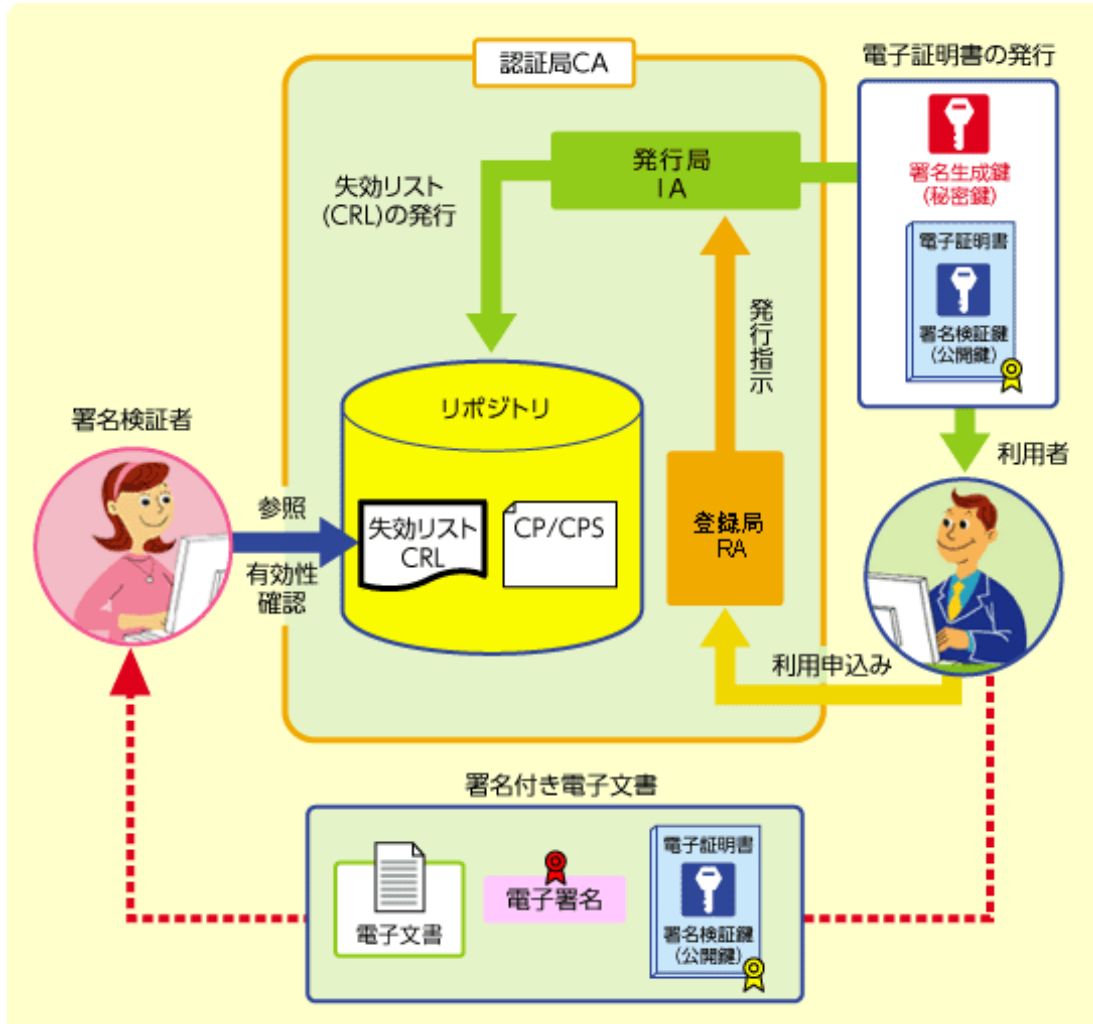 認証局CA
電子証明書の発行
発行局
IA
署名生成鍵
(秘密鍵)
失効リスト
(CRL)の発行
電子証明書
署名検証鍵
(公開鍵)
発行指示
リポジトリ
署名検証者
利用者
参照
失効リスト
CRL
CP/CPS
登録局
RA
有効性
確認
利用申込み
署名付き電子文書
電子文書
電子署名
電子証明書
署名検証鍵
(公開鍵)